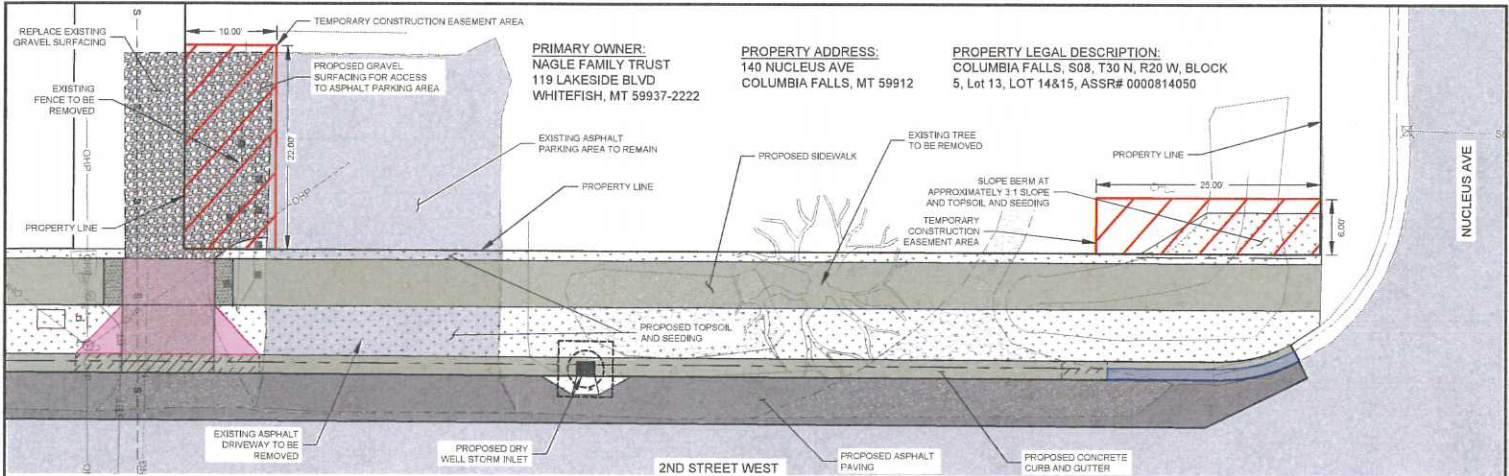 REPLACE EXISTING
GRAVEL SURFACING
10.00'
TEMPORARY CONSTRUCTION EASEMENT AREA
EXISTING
FENCE TO BE
REMOVED
PROPOSED GRAVEL
SURFACING FOR ACCESS
TO ASPHALT PARKING AREA
22.00'
PROPERTY LINE
PRIMARY OWNER:
NAGLE FAMILY TRUST
119 LAKESIDE BLVD
WHITEFISH, MT 59937-2222
PROPERTY ADDRESS:
140 NUCLEUS AVE
COLUMBIA FALLS, MT 59912
PROPERTY LEGAL DESCRIPTION:
COLUMBIA FALLS, S08, T30 N, R20 W, BLOCK
5, Lot 13, LOT 14&15, ASSR# 0000814050
EXISTING ASPHALT
PARKING AREA TO REMAIN
PROPERTY LINE
PROPOSED SIDEWALK
EXISTING TREE
TO BE REMOVED
PROPERTY LINE
SLOPE BERM AT
APPROXIMATELY 3:1 SLOPE
AND TOPSOIL AND SEEDING
TEMPORARY
CONSTRUCTION
EASEMENT AREA
25.00'
6.00'
NUCLEUS AVE
OHP
OHP
S
S
PROPOSED TOPSOIL
AND SEEDING
EXISTING ASPHALT
DRIVEWAY TO BE
REMOVED
PROPOSED DRY
WELL STORM INLET
2ND STREET WEST
PROPOSED ASPHALT
PAVING
PROPOSED CONCRETE
CURB AND GUTTER